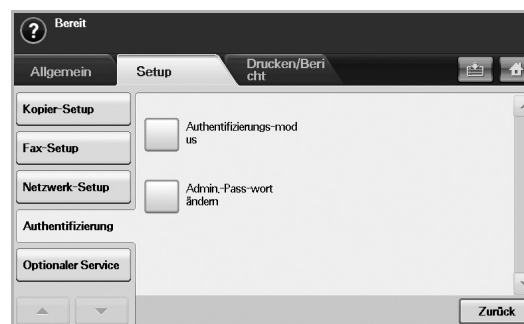 ?
Bereit
Allgemein
Setup
Drucken/Beri
cht
Kopier-Setup
Fax-Setup
Netzwerk-Setup
Authentifizierung
Optionaler Service
Authentifizierungs-mod
us
Admin.-Pass-wort
ändern
Zurück